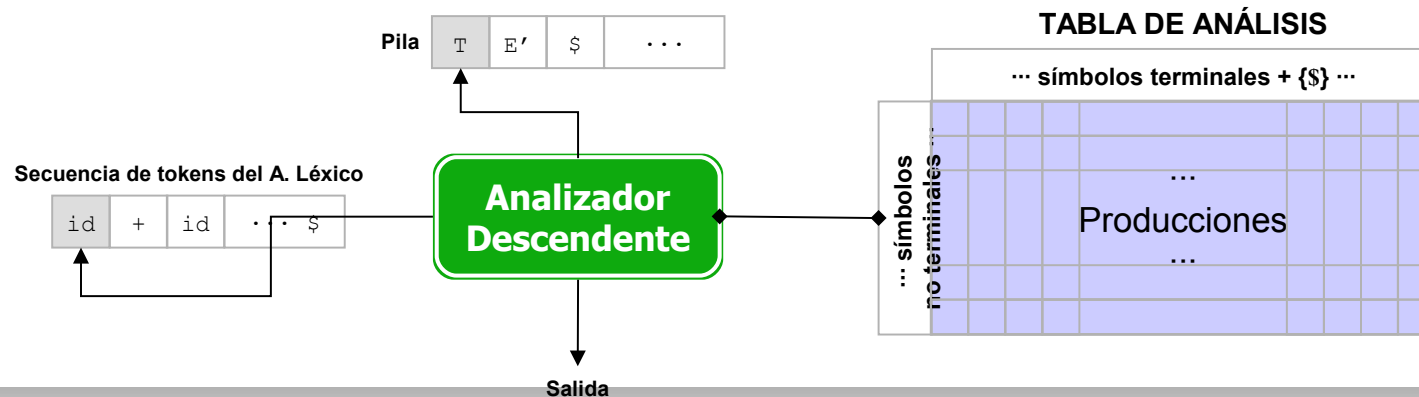 TABLA DE ANÁLISIS
Pila
T E′ $ ...
... símbolos terminales + {$} ...
Secuencia de tokens del A. Léxico
id + id ... $
Analizador
Descendente
... símbolos
no terminales ...
...
Producciones
...
Salida